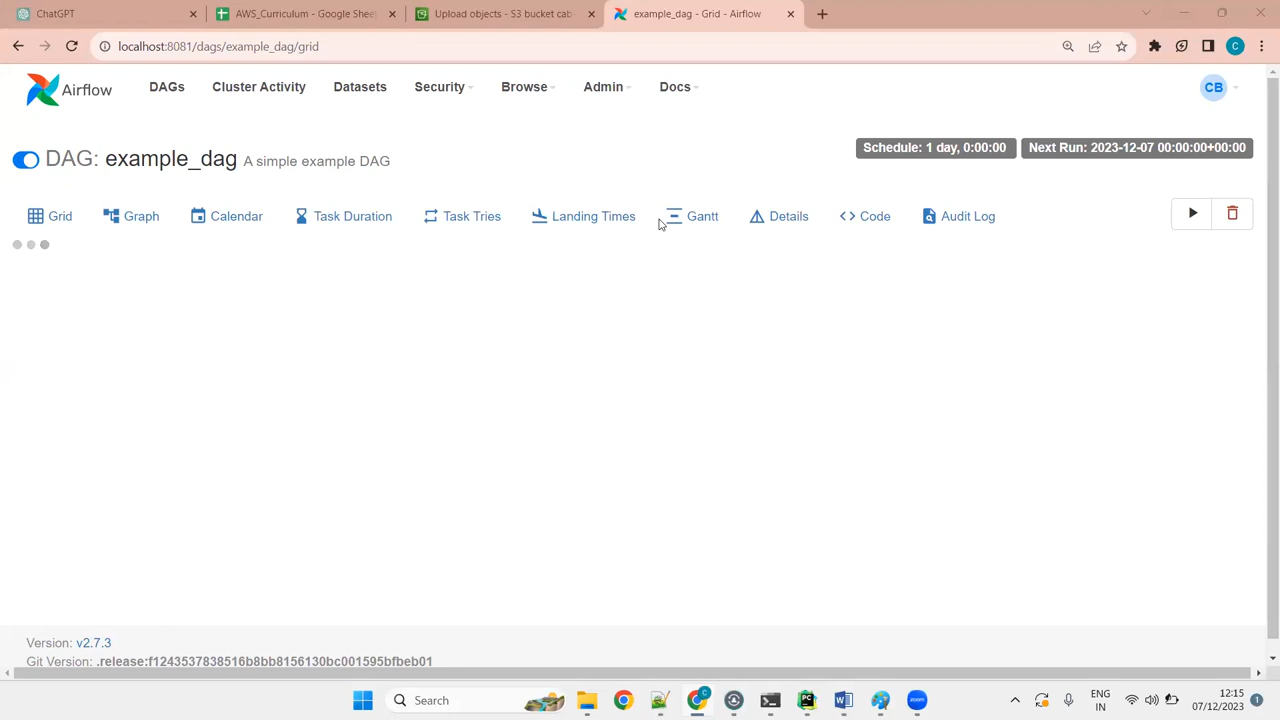 ChatGPT
AWS_Curriculum - Google Sheet
Upload objects - S3 bucket cab
example_dag - Grid - Airflow
localhost:8081/dags/example_dag/grid
C
Airflow
DAGs
Cluster Activity
Datasets
Security
Browse
Admin
Docs
CB
DAG: example_dag A simple example DAG
Schedule: 1 day, 0:00:00
Next Run: 2023-12-07 00:00:00+00:00
Grid
Graph
Calendar
Task Duration
Task Tries
Landing Times
Gantt
Details
Code
Audit Log
Version: v2.7.3
Git Version: .release:f1243537838516b8bb8156130bc001595bfbeb01
Search
ENG
IN
12:15
07/12/2023
1